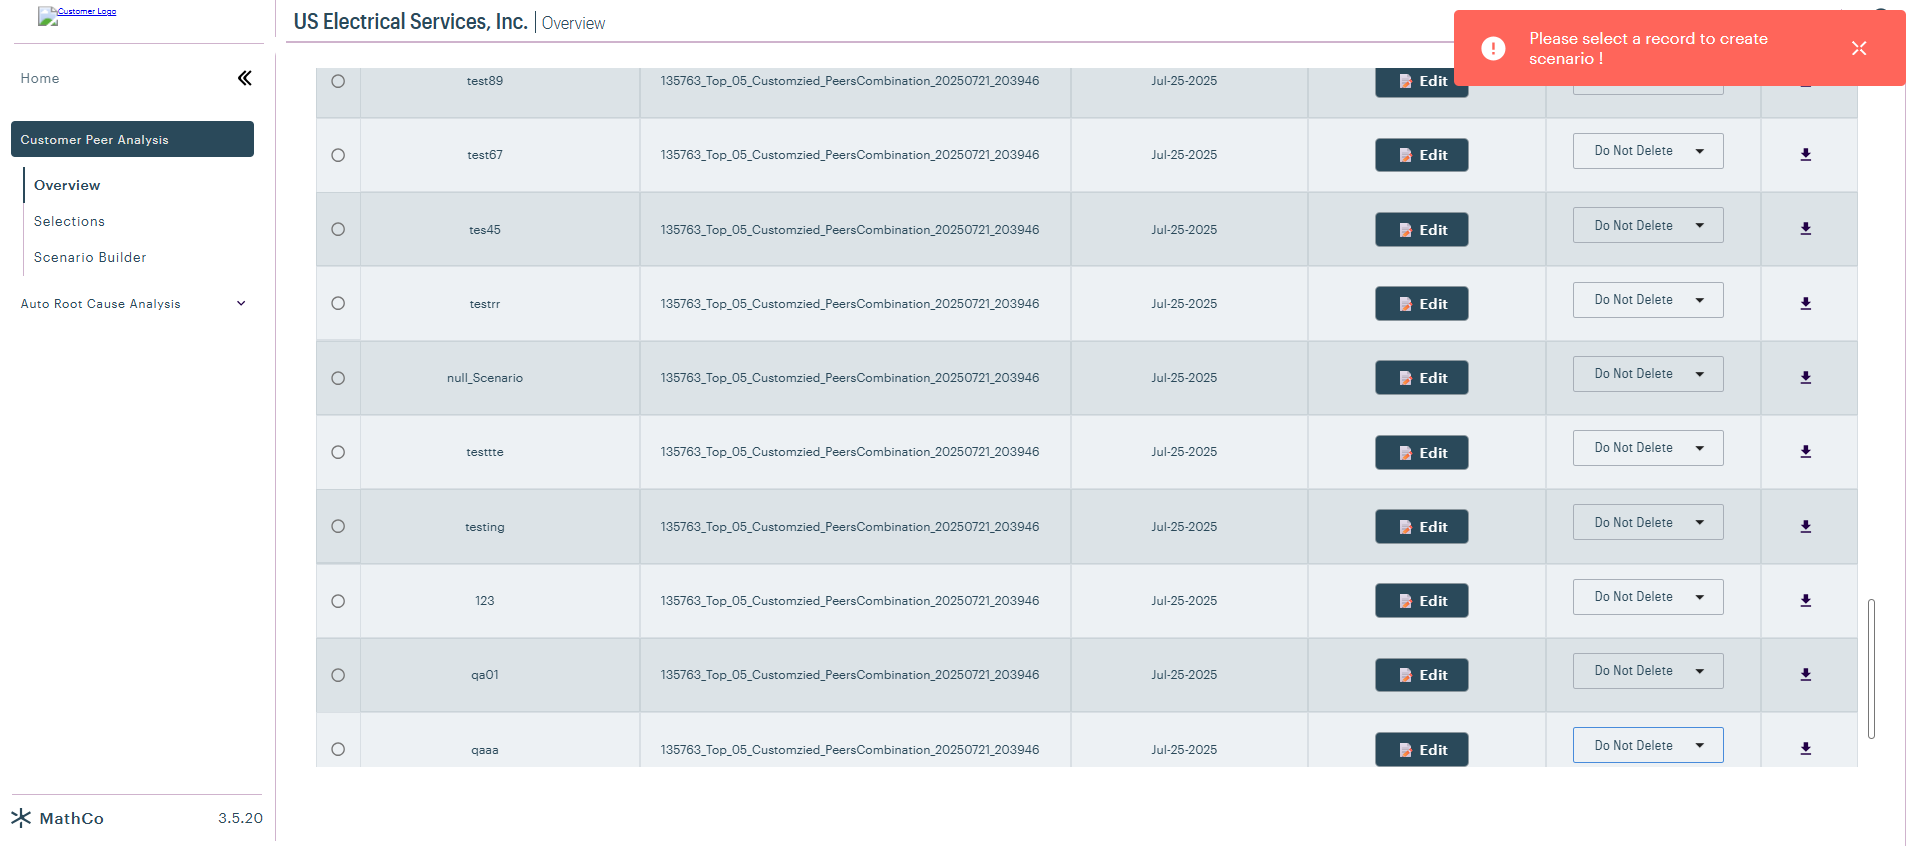 Customer Logo
US Electrical Services, Inc. | Overview
Please select a record to create
scenario !
Home
Customer Peer Analysis
Overview
Selections
Scenario Builder
Auto Root Cause Analysis
test89 135763_Top_05_Customzied_PeersCombination_20250721_203946 Jul-25-2025 Edit
test67 135763_Top_05_Customzied_PeersCombination_20250721_203946 Jul-25-2025 Edit Do Not Delete
tes45 135763_Top_05_Customzied_PeersCombination_20250721_203946 Jul-25-2025 Edit Do Not Delete
testrr 135763_Top_05_Customzied_PeersCombination_20250721_203946 Jul-25-2025 Edit Do Not Delete
null_Scenario 135763_Top_05_Customzied_PeersCombination_20250721_203946 Jul-25-2025 Edit Do Not Delete
testtte 135763_Top_05_Customzied_PeersCombination_20250721_203946 Jul-25-2025 Edit Do Not Delete
testing 135763_Top_05_Customzied_PeersCombination_20250721_203946 Jul-25-2025 Edit Do Not Delete
123 135763_Top_05_Customzied_PeersCombination_20250721_203946 Jul-25-2025 Edit Do Not Delete
qa01 135763_Top_05_Customzied_PeersCombination_20250721_203946 Jul-25-2025 Edit Do Not Delete
qaaa 135763_Top_05_Customzied_PeersCombination_20250721_203946 Jul-25-2025 Edit Do Not Delete
MathCo 3.5.20